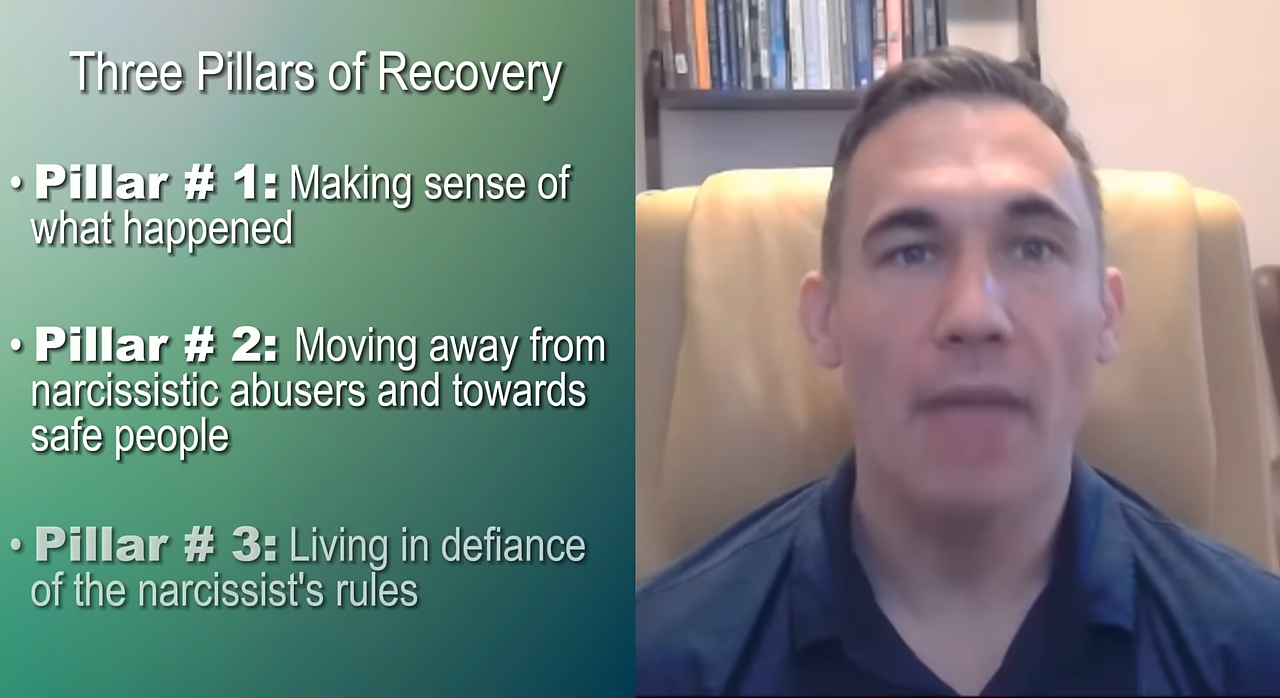 Three Pillars of Recovery
• Pillar # 1: Making sense of
what happened
• Pillar # 2: Moving away from
narcissistic abusers and towards
safe people
• Pillar # 3: Living in defiance
of the narcissist's rules